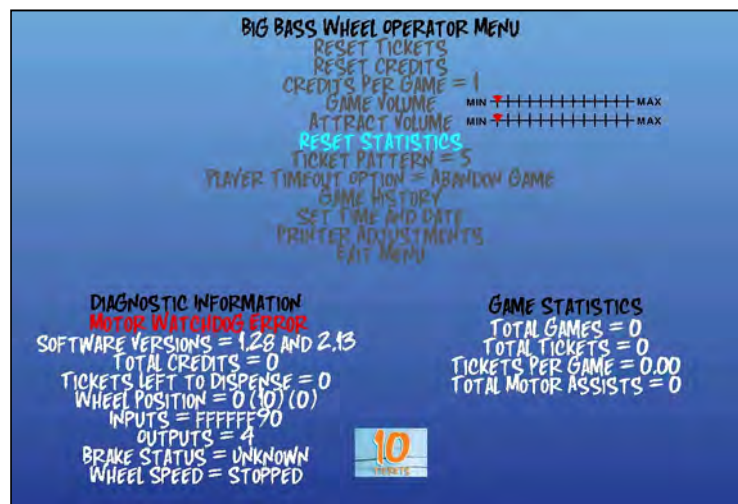 BIG BASS WHEEL OPERATOR MENU
RESET TICKETS
RESET CREDITS
CREDITS PER GAME = 1
GAME VOLUME MIN MAX
ATTRACT VOLUME MIN MAX
RESET STATISTICS
TICKET PATTERN = 5
PLAYER TIMEOUT OPTION = ABANDON GAME
GAME HISTORY
SET TIME AND DATE
PRINTER ADJUSTMENTS
EXIT MENU
DIAGNOSTIC INFORMATION
MOTOR WATCHDOG ERROR
SOFTWARE VERSIONS = 1.28 AND 2.13
TOTAL CREDITS = 0
TICKETS LEFT TO DISPENSE = 0
WHEEL POSITION = 0 (10) (0)
INPUTS = FFFFFF90
OUTPUTS = 4
BRAKE STATUS = UNKNOWN
WHEEL SPEED = STOPPED
GAME STATISTICS
TOTAL GAMES = 0
TOTAL TICKETS = 0
TICKETS PER GAME = 0.00
TOTAL MOTOR ASSISTS = 0
10
TICKETS